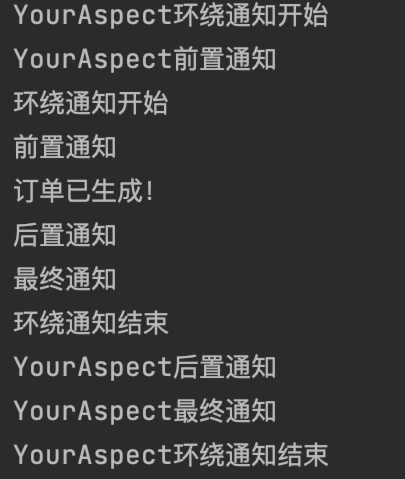 YourAspect环绕通知开始
YourAspect前置通知
环绕通知开始
前置通知
订单已生成!
后置通知
最终通知
环绕通知结束
YourAspect后置通知
YourAspect最终通知
YourAspect环绕通知结束